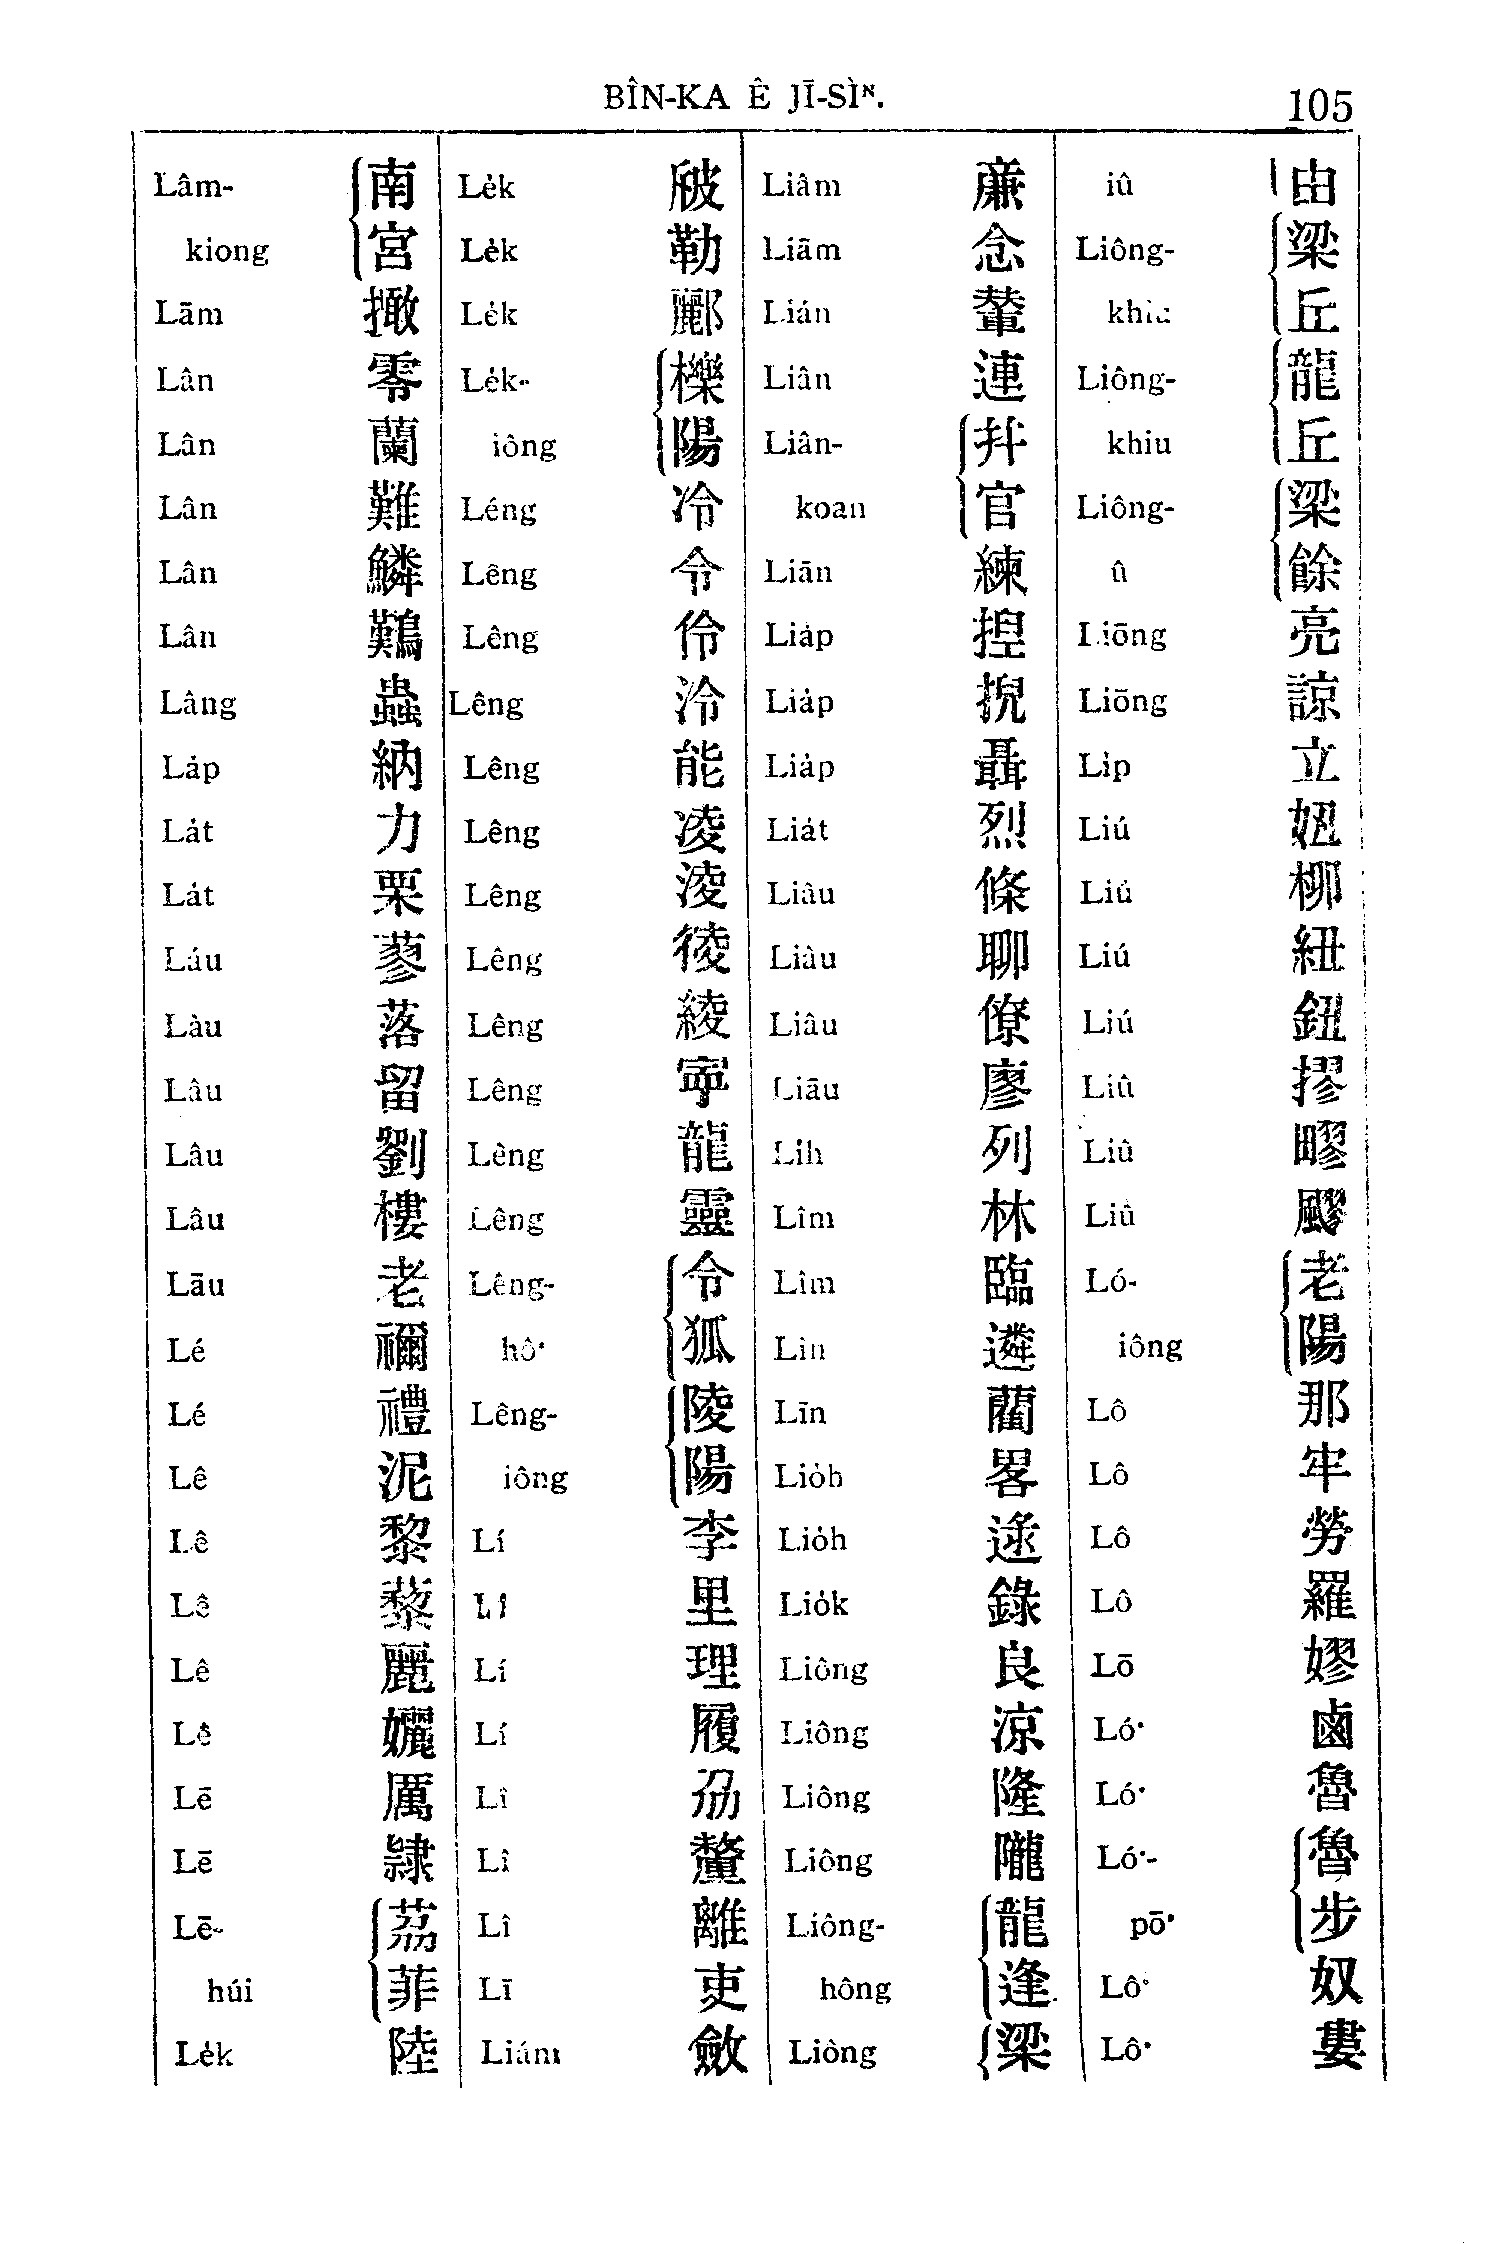 BÎN-KA Ê JĪ-SÌᴺ.
105
Lâm- 南
kiong 宮
Lām 撖
Lân 零
Lân 蘭
Lân 難
Lân 鱗
Lân 鷄
Lâng 蟲
La̍p 納
La̍t 力
La̍t 栗
Láu 蓼
Làu 落
Lâu 留
Lâu 劉
Lâu 樓
Lāu 老
Lé 禰
Lé 禮
Lê 泥
Lê 黎
Lê 藜
Lê 麗
Lê 孋
Lē 厲
Lē 隸
Lē- 荔
húi 菲
Le̍k 陸
Le̍k
Le̍k 勒
Le̍k 酈
Le̍k- 櫟
iông 陽
Léng 冷
Lêng 令
Lêng 伶
Lêng 泠
Lêng 能
Lêng 凌
Lêng 淩
Lêng 㥄
Lêng 綾
Lêng 寕
Lêng 龍
Lêng 靈
Lêng- 令
hô͘ 狐
Lêng- 陵
iông 陽
Lí 李
Lí 里
Lí 理
Lí 履
Lî 刕
Lî 釐
Lî 離
Lī 吏
Liám 斂
Liâm 亷
Liām 念
Lián 輦
Liân 連
Liân- 幷
koan 官
Liān 練
Lia̍p 揑
Lia̍p 掜
Lia̍p 聶
Lia̍t 烈
Liâu 條
Liâu 聊
Liâu 僚
Liāu 廖
Li̍h 列
Lîm 林
Lîm 臨
Lîn 遴
Līn 藺
Lio̍h 畧
Lio̍h 逯
Lio̍k 錄
Liông 良
Liông 涼
Liông 隆
Liông 隴
Liông- 龍
hông 逢
Liông 梁
iû 由
Liông- 梁
khiu 丘
Liông- 龍
khiu 丘
Liông- 梁
û 餘
Liōng 亮
Liōng 諒
Li̍p 立
Liú 妞
Liú 柳
Liú 紐
Liú 鈕
Liû 摎
Liû 疁
Liû 飂
Ló- 老
iông 陽
Lô 那
Lô 牢
Lô 勞
Lô 羅
Lō 嫪
Ló͘ 鹵
Ló͘ 魯
Ló͘- 魯
pō͘ 步
Lô͘ 奴
Lô͘ 婁